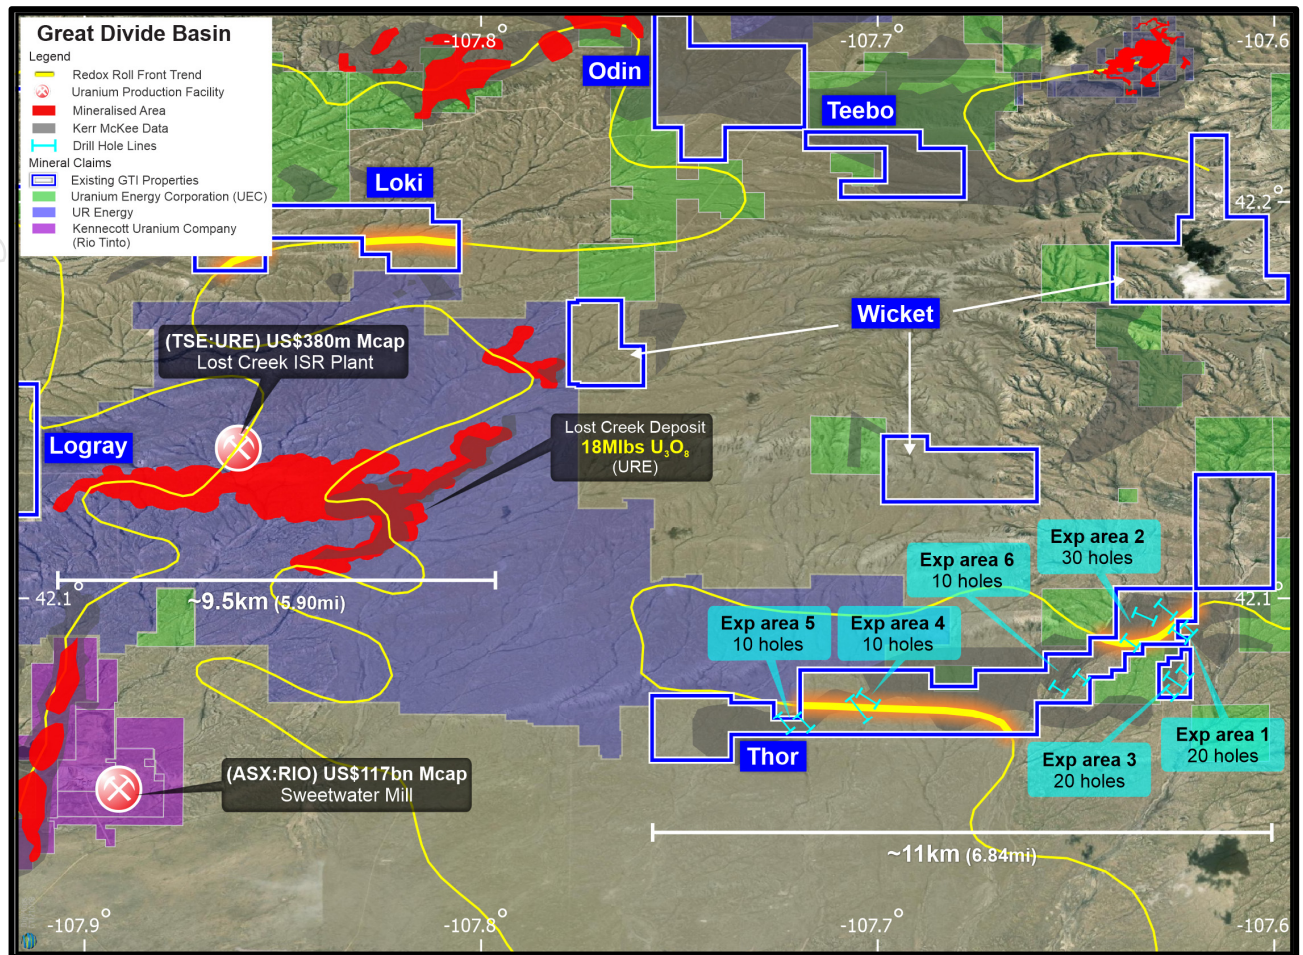 Great Divide Basin
Legend
Redox Roll Front Trend
Uranium Production Facility
Mineralised Area
Kerr McKee Data
Drill Hole Lines
Mineral Claims
Existing GTI Properties
Uranium Energy Corporation (UEC)
UR Energy
Kennecott Uranium Company
(Rio Tinto)
-107.8°
-107.7°
-107.6
Odin
Teebo
Loki
42.2°
Wicket
(TSE:URE) US$380m Mcap
Lost Creek ISR Plant
Logray
Lost Creek Deposit
18Mlbs U₃O₈
(URE)
Exp area 2
30 holes
Exp area 6
10 holes
42.1°
~9.5km (5.90mi)
42.1°
Exp area 5
10 holes
Exp area 4
10 holes
Thor
Exp area 1
20 holes
Exp area 3
20 holes
(ASX:RIO) US$117bn Mcap
Sweetwater Mill
~11km (6.84mi)
-107.9°
-107.8°
-107.7°
-107.6